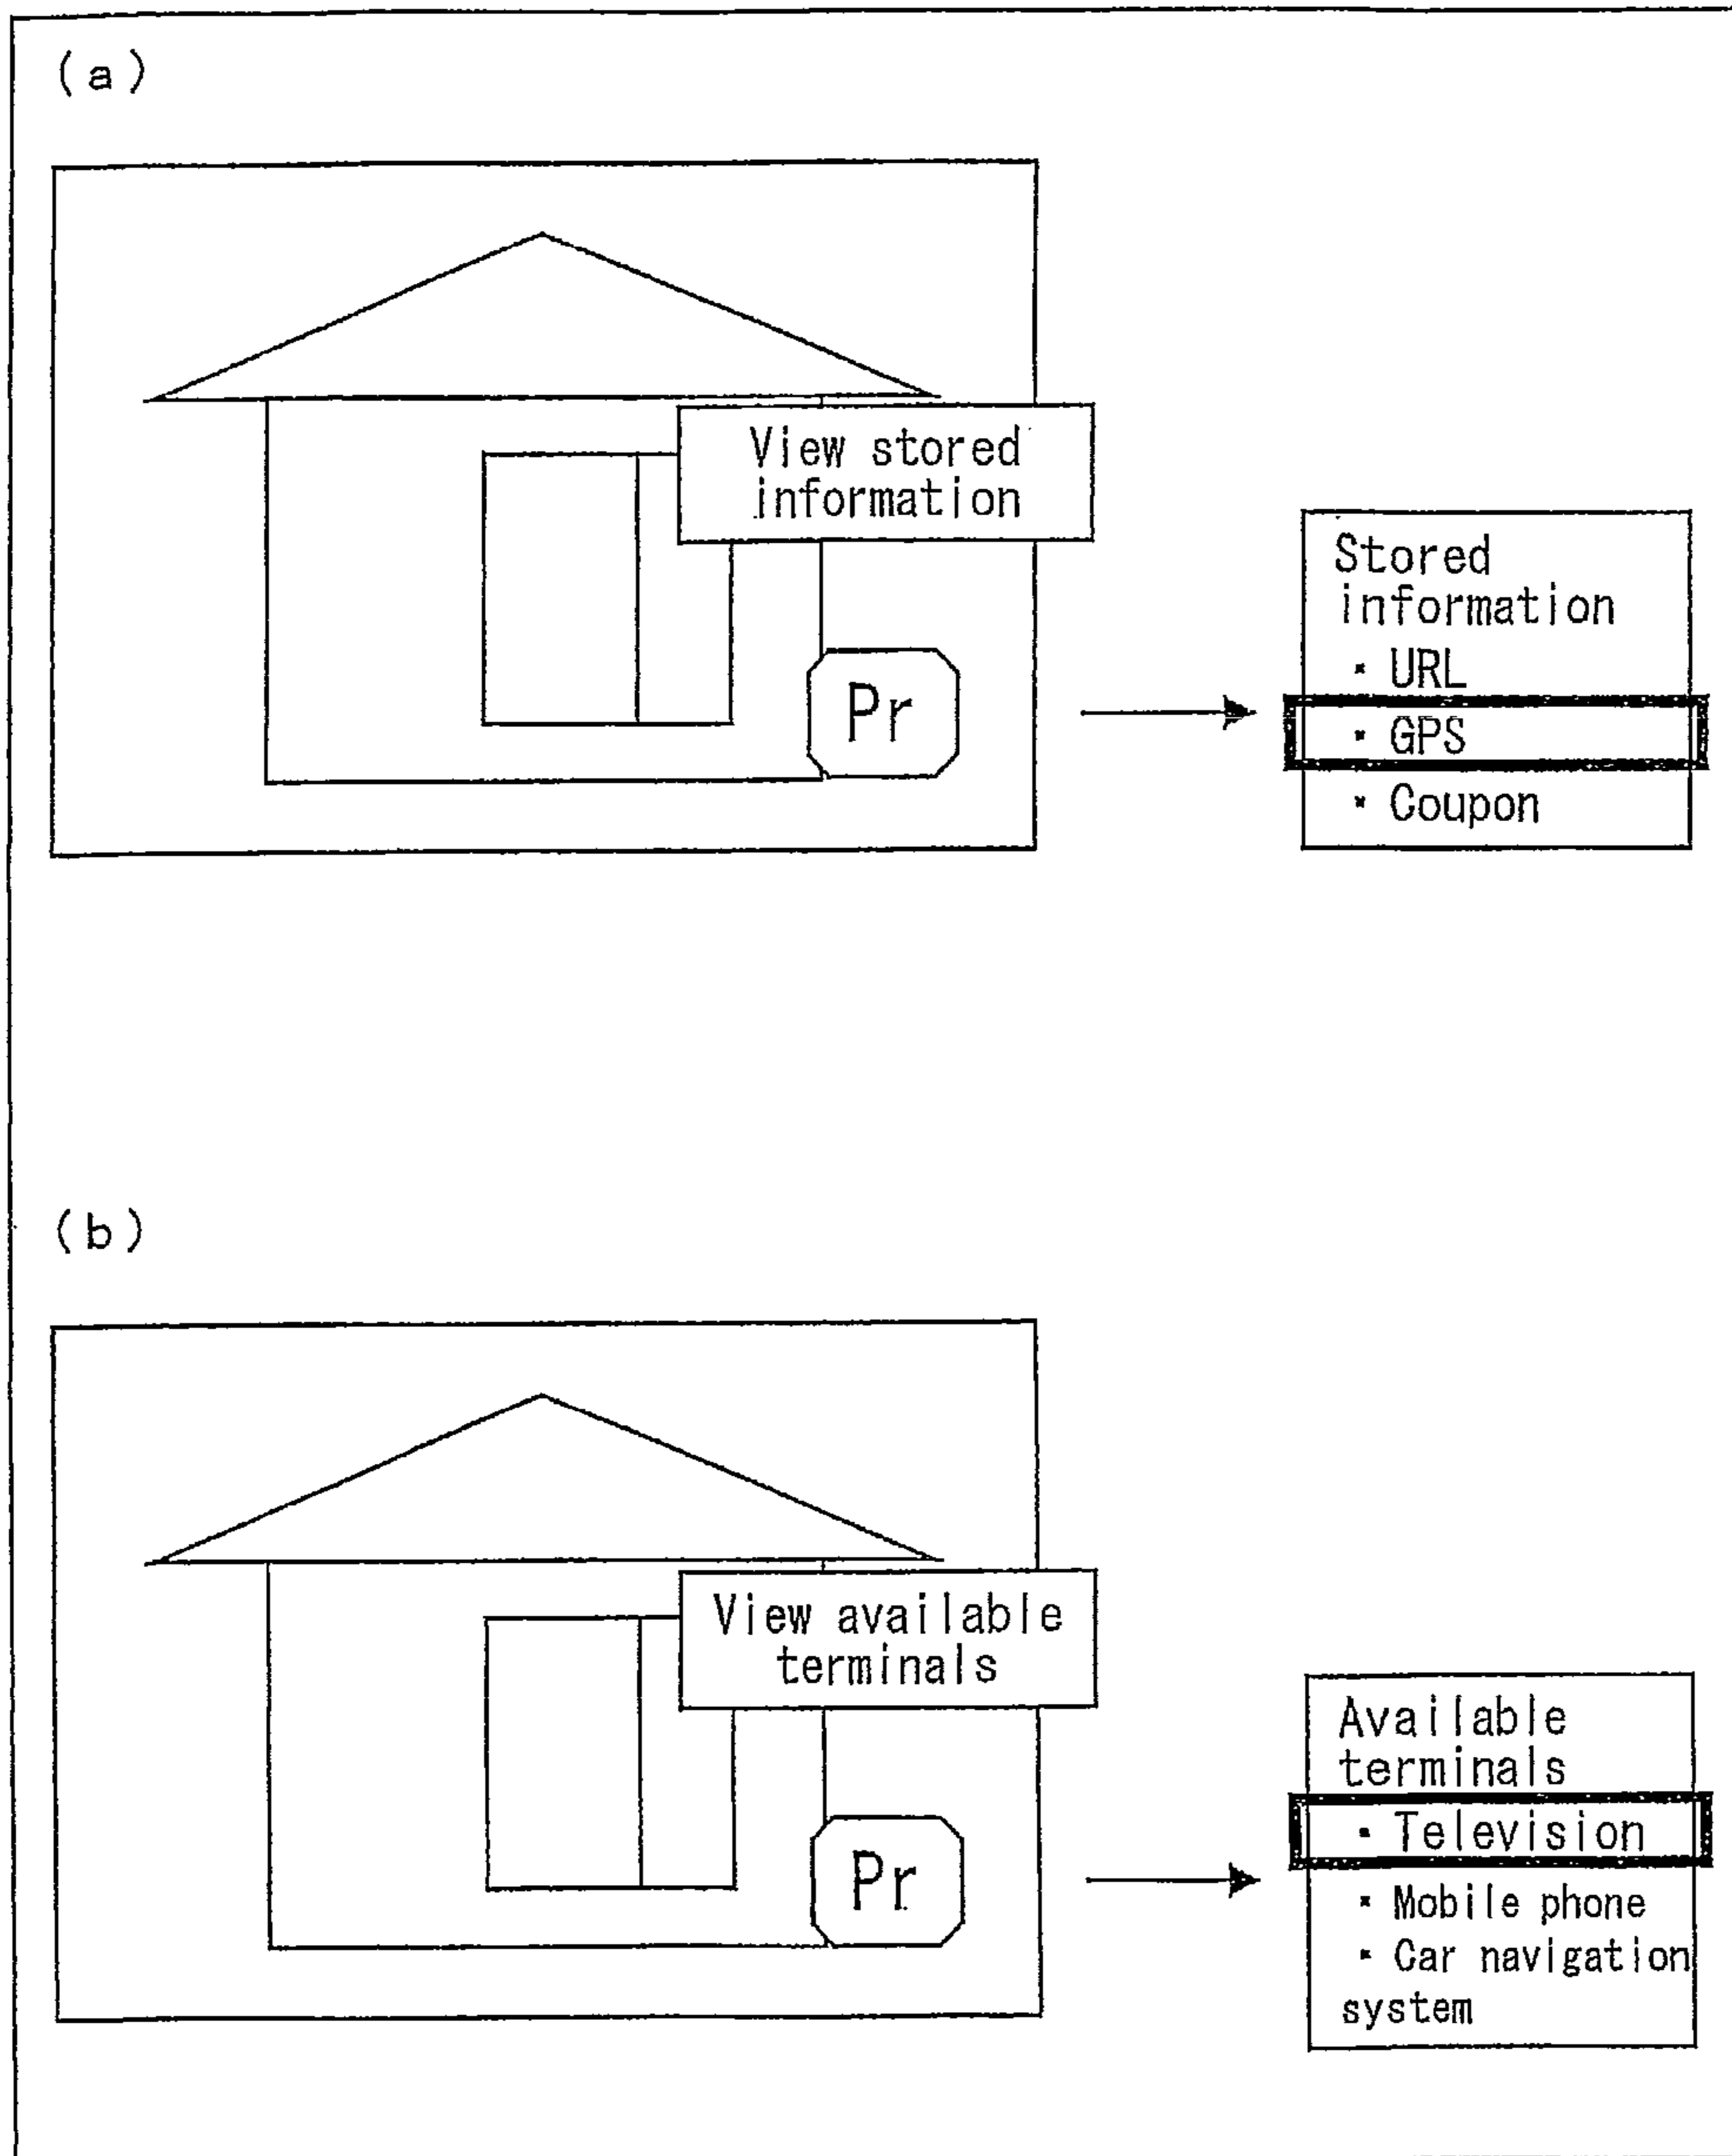 (a)
View stored
information
Pr
Stored
information
・URL
・GPS
・Coupon
(b)
View available
terminals
Pr
Available
terminals
・Television
・Mobile phone
・Car navigation
system